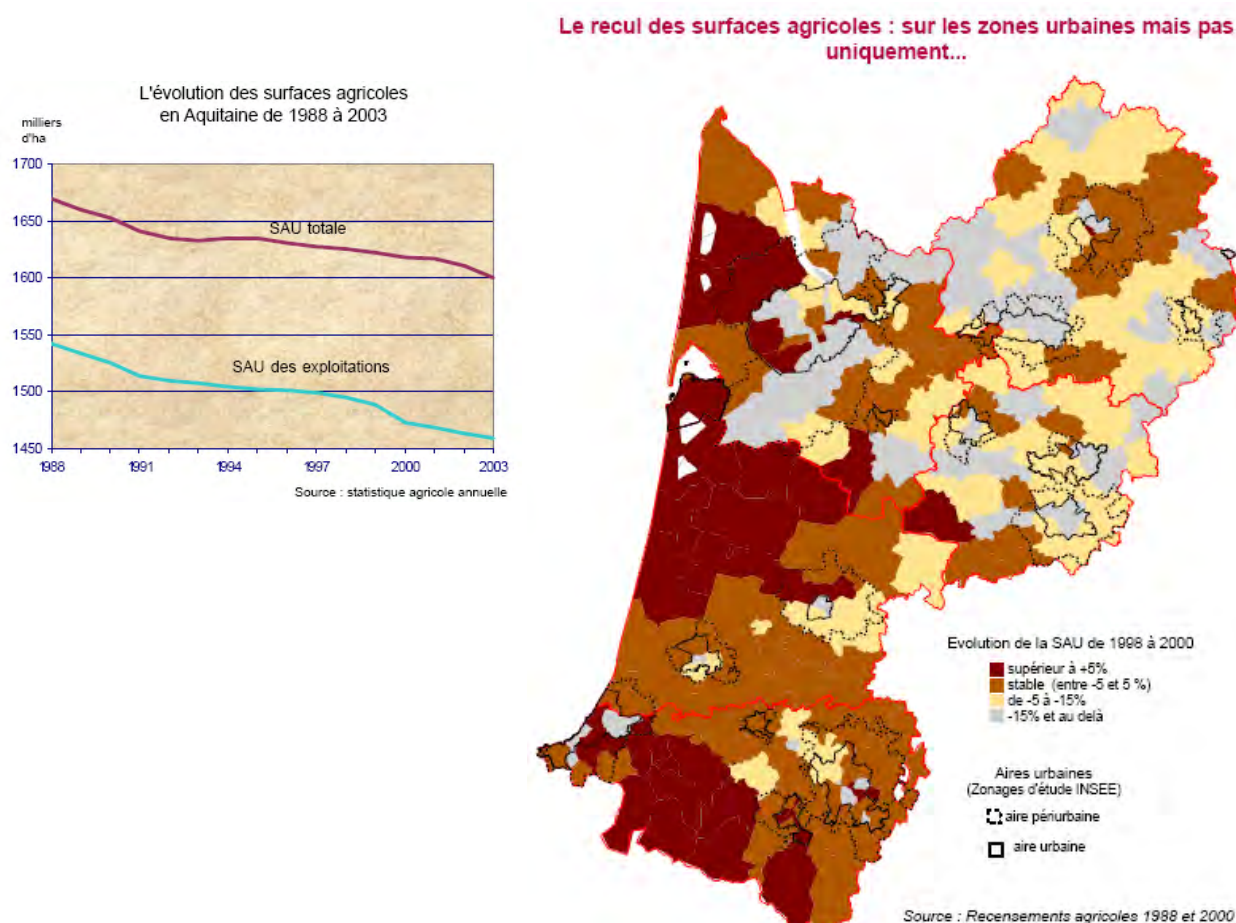 Le recul des surfaces agricoles : sur les zones urbaines mais pas
uniquement...
L'évolution des surfaces agricoles
en Aquitaine de 1988 à 2003
milliers
d'ha
1700
1650
1600
1550
1500
1450
SAU totale
SAU des exploitations
1988
1991
1994
1997
2000
2003
Source : statistique agricole annuelle
Evolution de la SAU de 1998 à 2000
supérieur à +5%
stable (entre -5 et 5 %)
de -5 à -15%
-15% et au delà
Aires urbaines
(Zonages d'étude INSEE)
aire périurbaine
aire urbaine
Source : Recensements agricoles 1988 et 2000